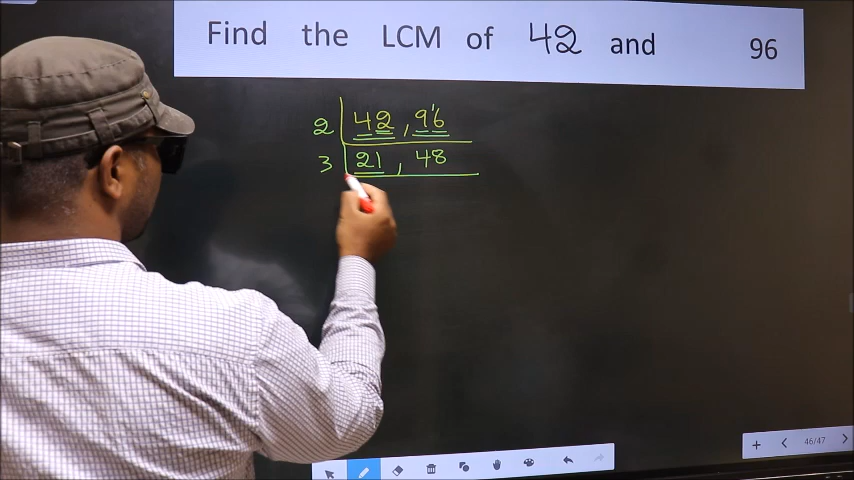 Find the LCM of 42 and 96
2 42 , 96
3 21 , 48
46/47